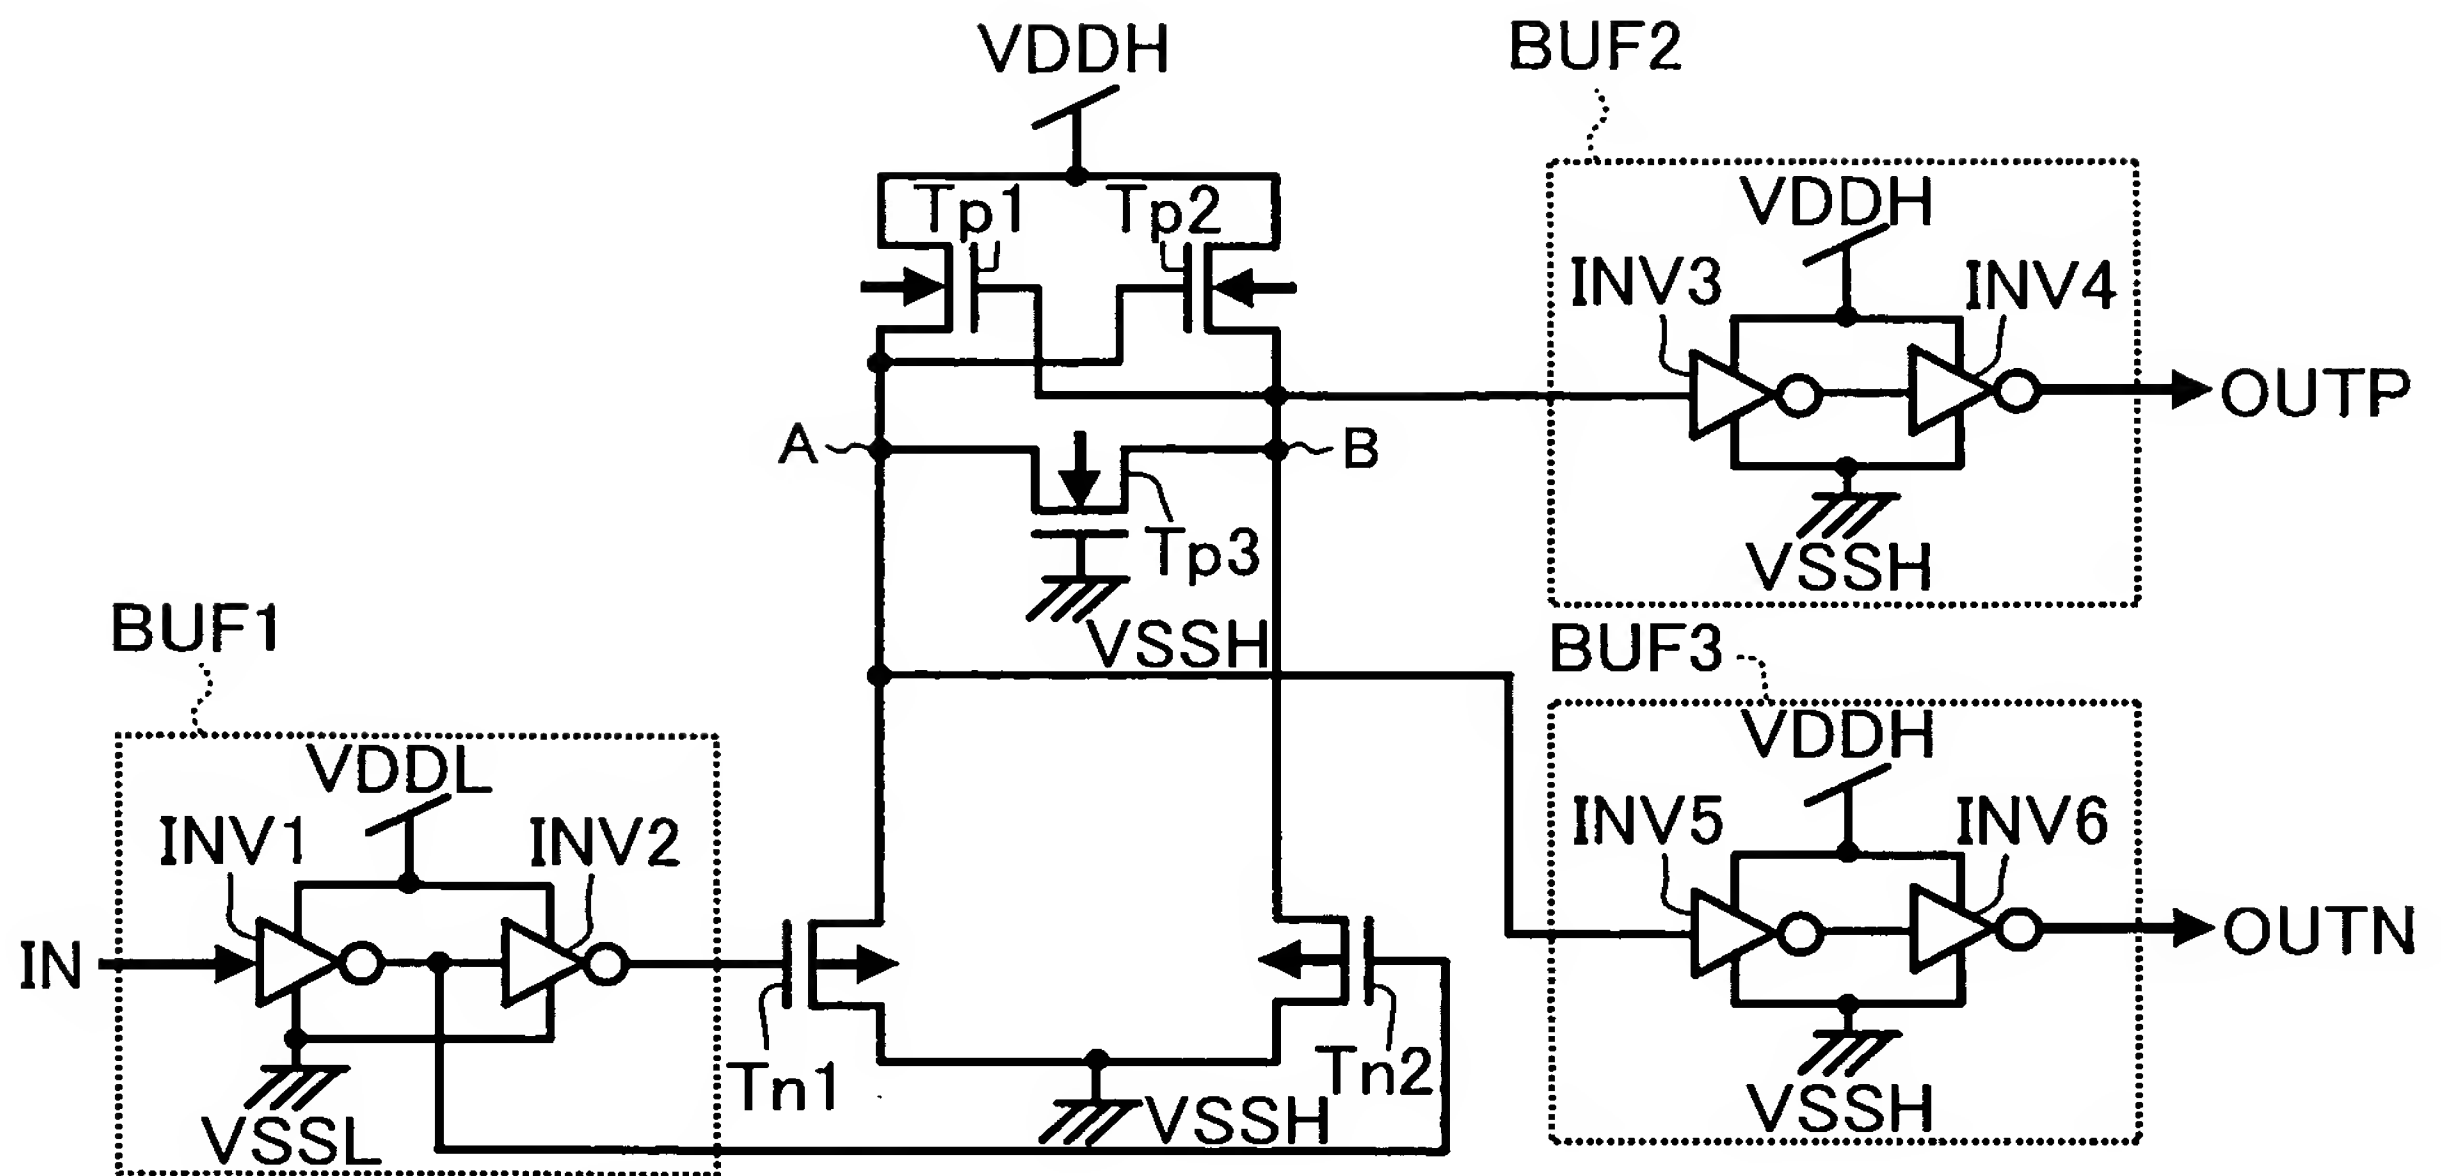 VDDH
BUF2
Tp1
Tp2
VDDH
INV3
INV4
OUTP
A
B
Tp3
VSSH
VSSH
BUF1
BUF3
VDDL
VDDH
INV1
INV2
INV5
INV6
IN
OUTN
Tn1
Tn2
VSSL
VSSH
VSSH